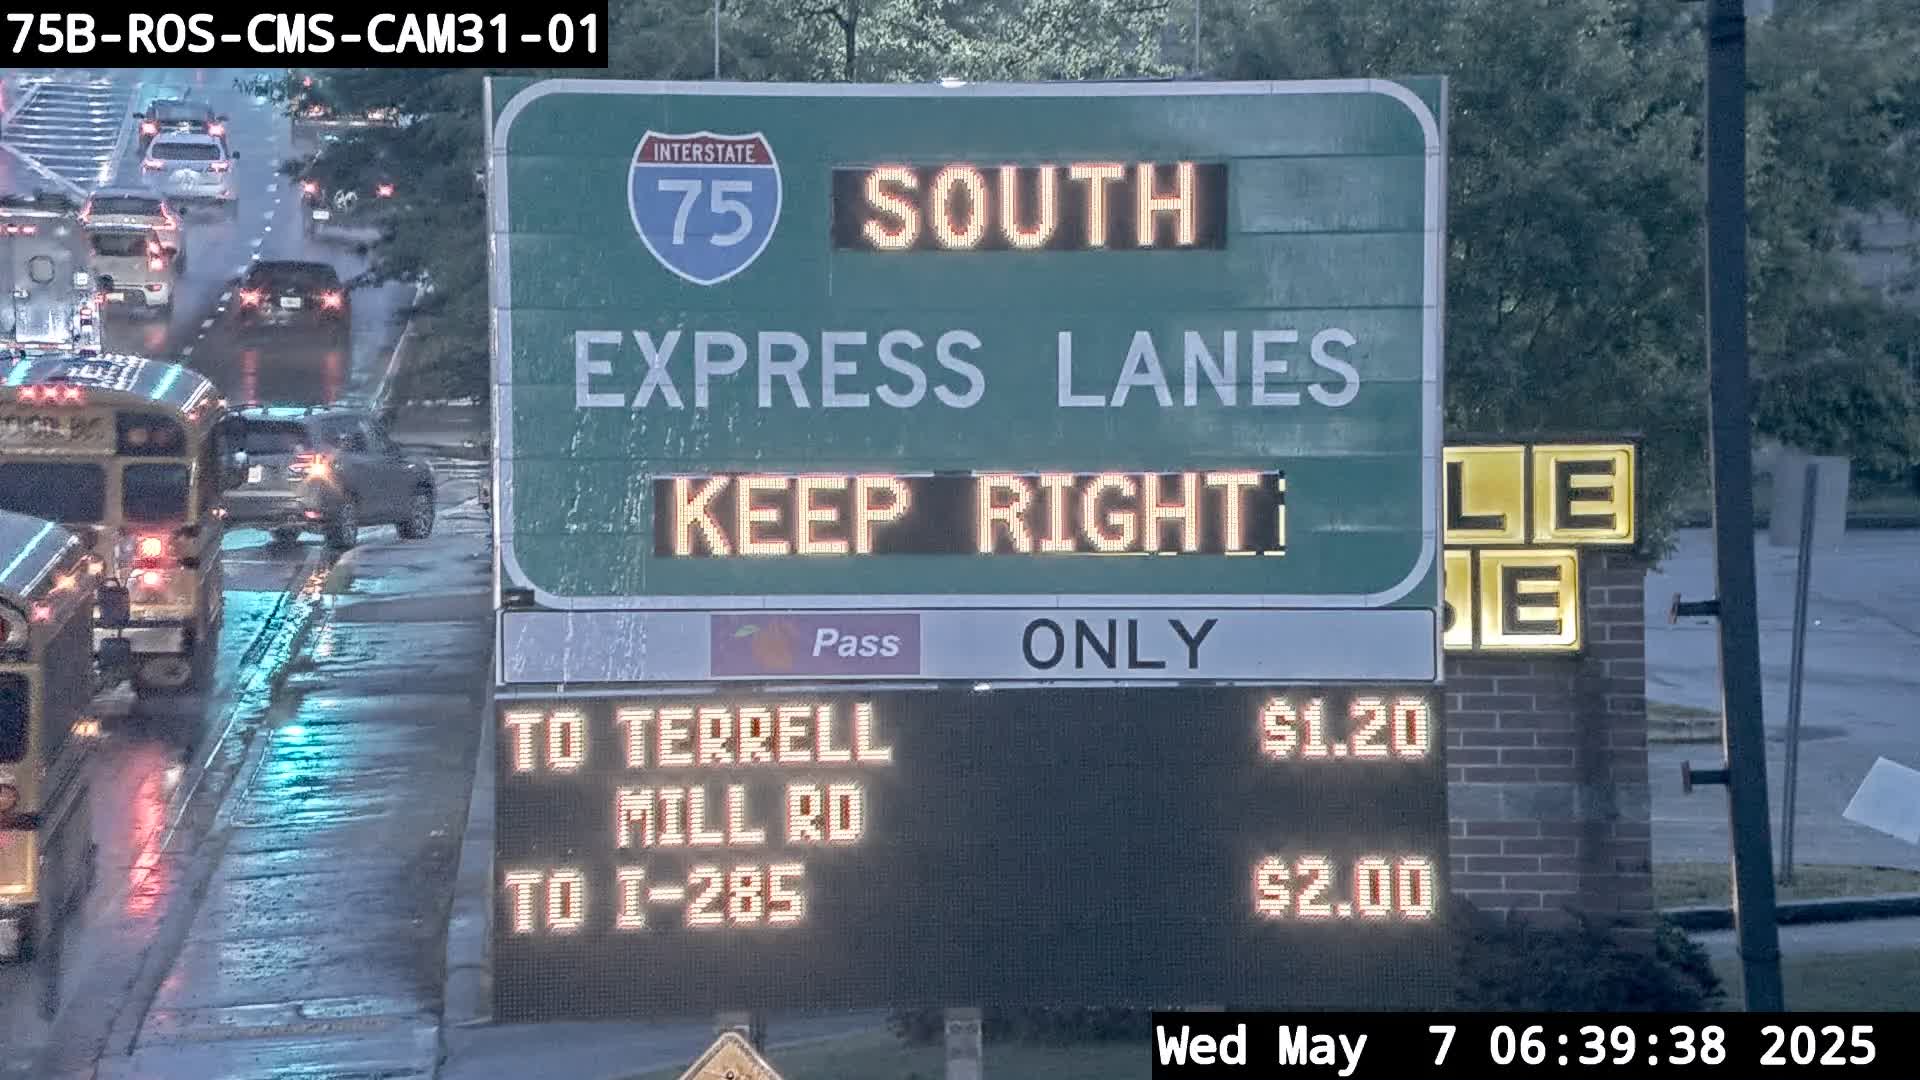 75B-ROS-CMS-CAM31-01
INTERSTATE
75
SOUTH
EXPRESS LANES
KEEP RIGHT
LE
E
Pass ONLY
TO TERRELL $1.20
MILL RD
TO I-285 $2.00
Wed May 7 06:39:38 2025